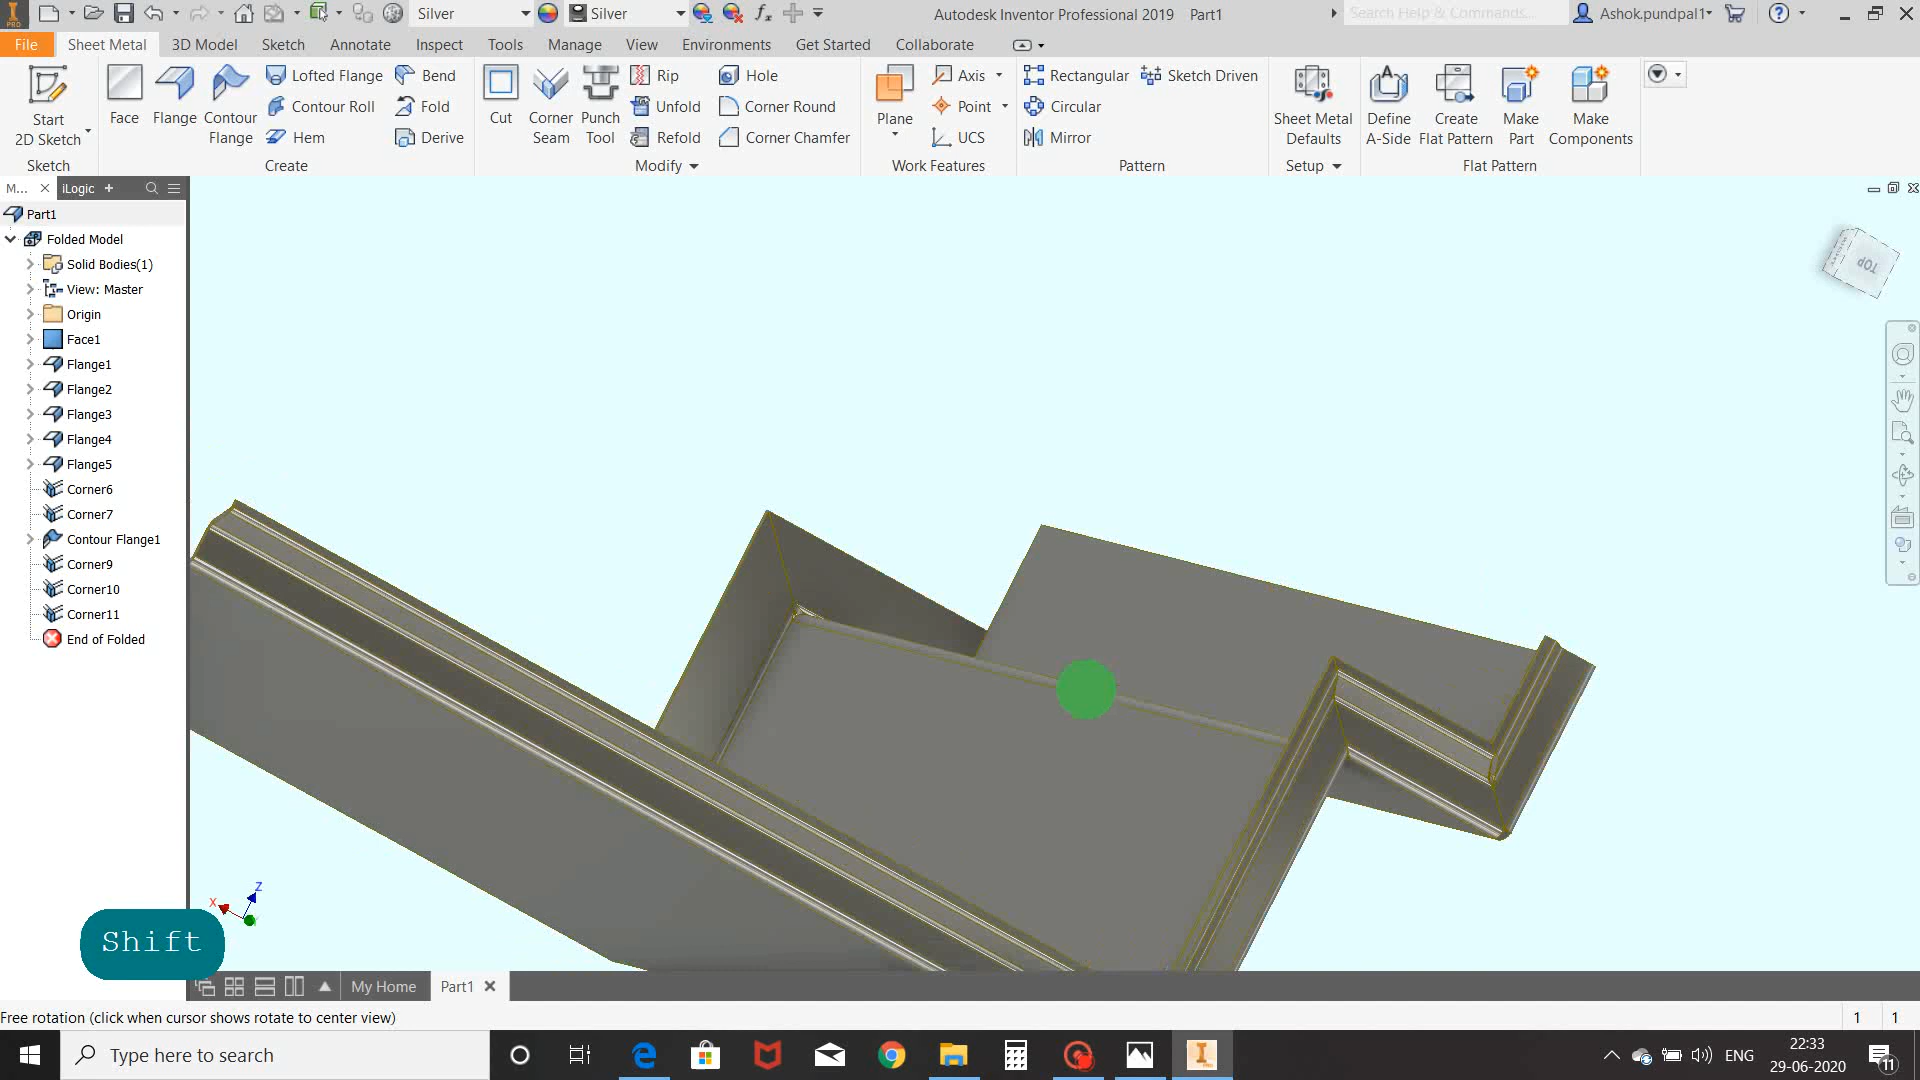 Silver
Silver
Autodesk Inventor Professional 2019 Part1
Search Help & Commands...
Ashok.pundpal1
File Sheet Metal 3D Model Sketch Annotate Inspect Tools Manage View Environments Get Started Collaborate
Start
2D Sketch
Sketch
Face
Flange
Contour
Flange
Lofted Flange
Contour Roll
Hem
Bend
Fold
Derive
Create
Cut
Corner
Seam
Punch
Tool
Rip
Unfold
Refold
Hole
Corner Round
Corner Chamfer
Modify
Plane
Axis
Point
UCS
Work Features
Rectangular
Circular
Mirror
Sketch Driven
Pattern
Sheet Metal
Defaults
Setup
Define
A-Side
Create
Flat Pattern
Make
Part
Make
Components
Flat Pattern
M... iLogic +
Part1
Folded Model
Solid Bodies(1)
View: Master
Origin
Face1
Flange1
Flange2
Flange3
Flange4
Flange5
Corner6
Corner7
Contour Flange1
Corner9
Corner10
Corner11
End of Folded
TOP
Z
X
Shift
My Home Part1
Free rotation (click when cursor shows rotate to center view)
1 1
Type here to search
ENG
22:33
29-06-2020
11